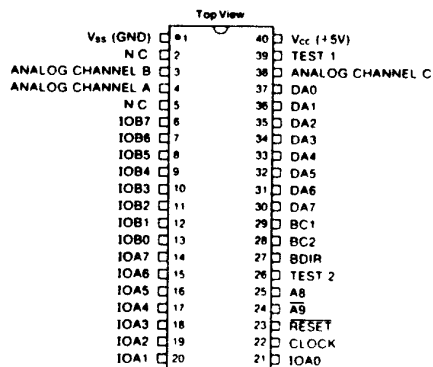 Top View
Vss (GND) 1 40 Vcc (+5V)
NC 2 39 TEST 1
ANALOG CHANNEL B 3 38 ANALOG CHANNEL C
ANALOG CHANNEL A 4 37 DA0
NC 5 36 DA1
IOB7 6 35 DA2
IOB6 7 34 DA3
IOB5 8 33 DA4
IOB4 9 32 DA5
IOB3 10 31 DA6
IOB2 11 30 DA7
IOB1 12 29 BC1
IOB0 13 28 BC2
IOA7 14 27 BDIR
IOA6 15 26 TEST 2
IOA5 16 25 A8
IOA4 17 24 A9
IOA3 18 23 RESET
IOA2 19 22 CLOCK
IOA1 20 21 IOA0